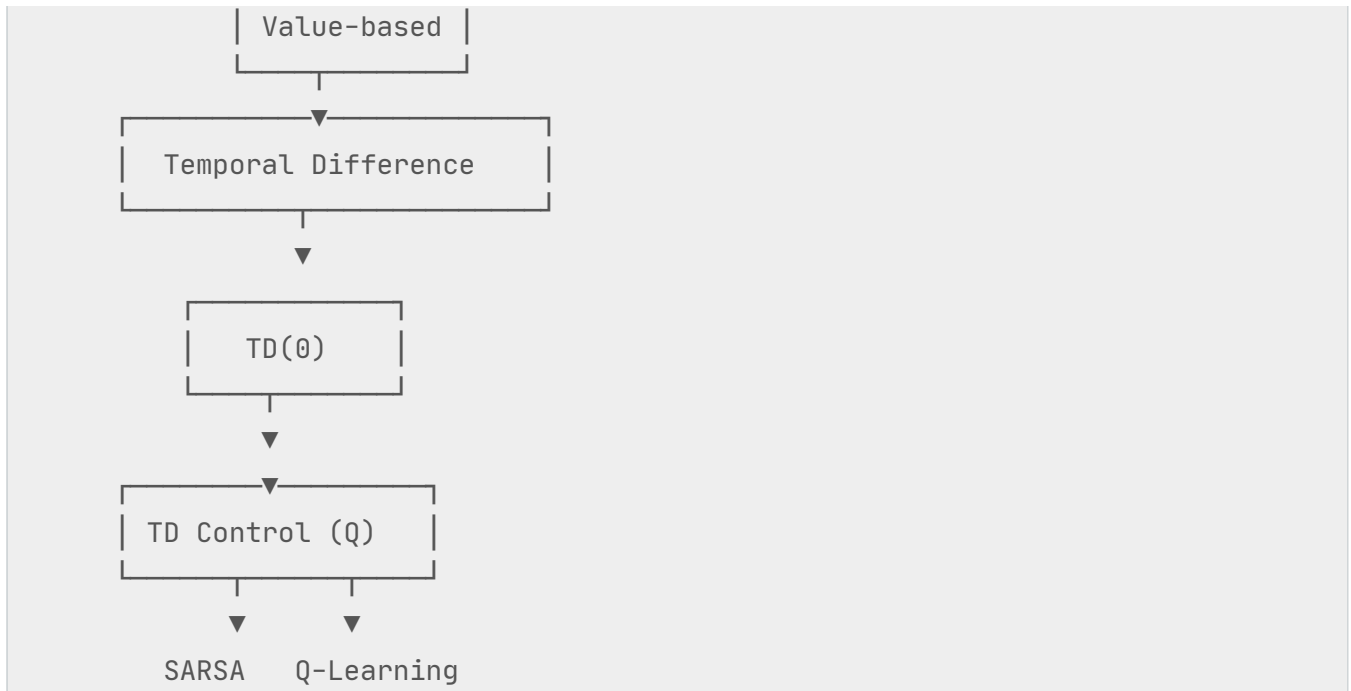 Value-based
Temporal Difference
TD(0)
TD Control (Q)
SARSA Q-Learning